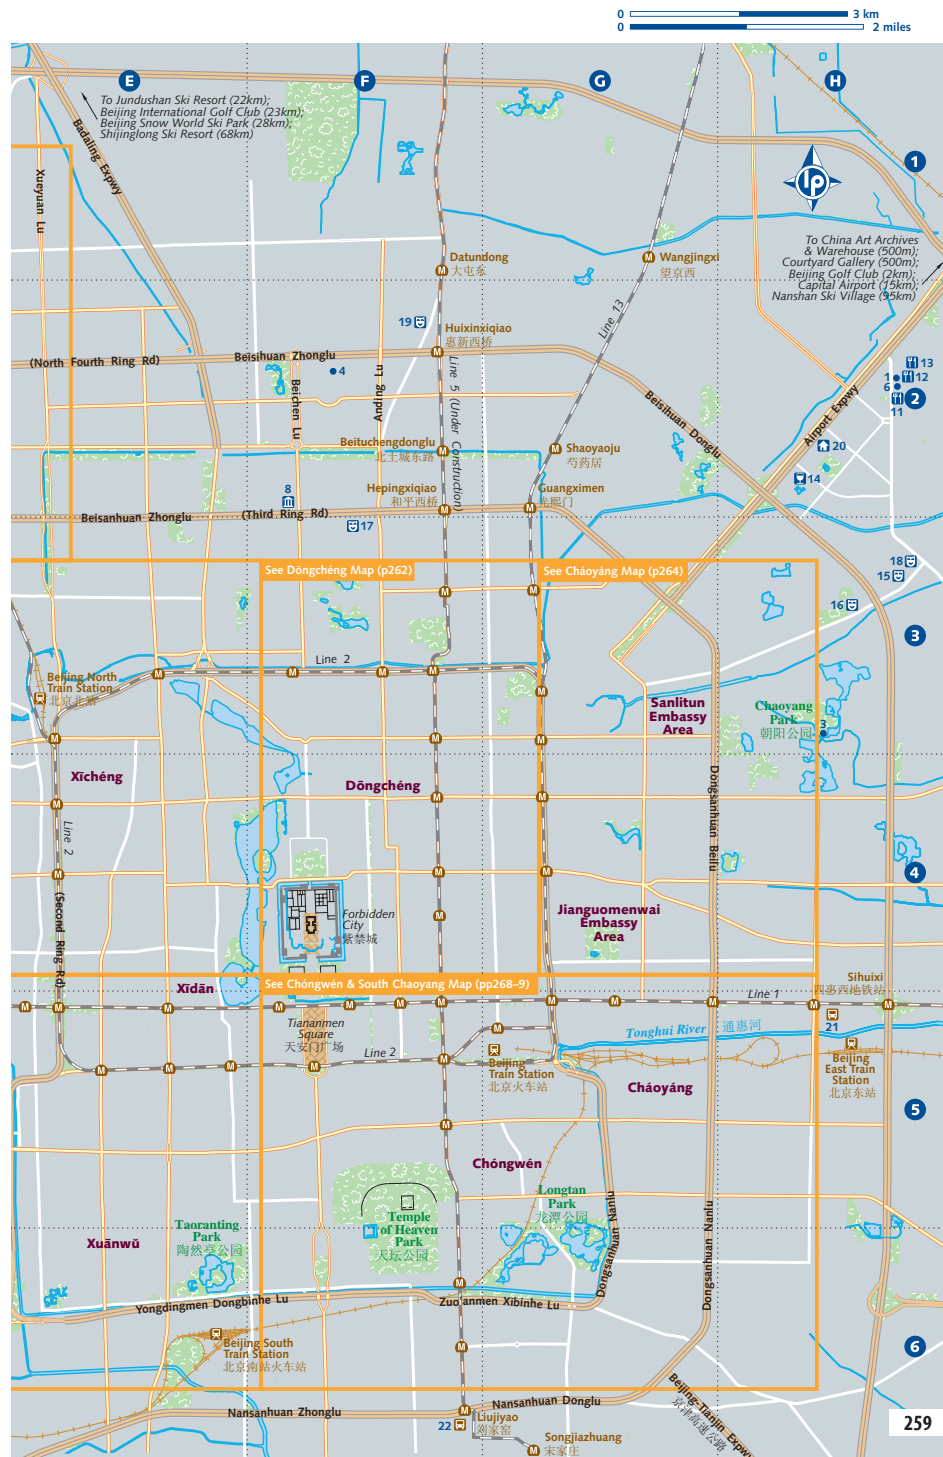 0 3 km
0 2 miles
E
F
G
H
To Jundushan Ski Resort (22km);
Beijing International Golf Club (23km);
Beijing Snow World Ski Park (28km);
Shijinglong Ski Resort (68km)
Badaling Expwy
1
lp
Xueyuan Lu
To China Art Archives
& Warehouse (500m);
Courtyard Gallery (500m);
Beijing Golf Club (2km);
Capital Airport (15km);
Nanshan Ski Village (95km)
Datundong
大屯东
Wangjingxi
望京西
Line 13
19
Huixinxiqiao
惠新西桥
(North Fourth Ring Rd)
Beisihuan Zhonglu
4
Beichen Lu
Anding Lu
Line 5 (Under Construction)
Beisihuan Donglu
Airport Expwy
13
1
12
6
11
2
Beituchengdonglu
北土城东路
Shaoyaoju
芍药居
20
14
Hepingxiqiao
和平西桥
Guangximen
光熙门
8
Beisanhuan Zhonglu
(Third Ring Rd)
17
See Dōngchéng Map (p262)
See Cháoyáng Map (p264)
18
15
16
3
Line 2
Beijing North
Train Station
北京北站
Sanlitun
Embassy
Area
Chaoyang
Park
朝阳公园
3
Xīchéng
Dōngchéng
Dongsanhuan Beilu
Line 2
(Second Ring Rd)
4
Forbidden
City
紫禁城
Jianguomenwai
Embassy
Area
Xīdān
See Chóngwén & South Chaoyang Map (pp268–9)
Sihuixi
四惠西地铁站
Line 1
Tiananmen
Square
天安门广场
Line 2
Tonghui River 通惠河
21
Beijing
Train Station
北京火车站
Beijing
East Train
Station
北京东站
Cháoyáng
5
Chóngwén
Longtan
Park
龙潭公园
Temple
of Heaven
Park
天坛公园
Taoranting
Park
陶然亭公园
Xuānwǔ
Dongsanhuan Nanlu
Dongsanhuan Nanlu
Yongdingmen Dongbinhe Lu
Zuo'anmen Xibinhe Lu
Beijing South
Train Station
北京南站火车站
6
Nansanhuan Zhonglu
Nansanhuan Donglu
Beijing-Tianjin Expwy
京津高速公路
22
Liujiyao
刘家窑
Songjiazhuang
宋家庄
259